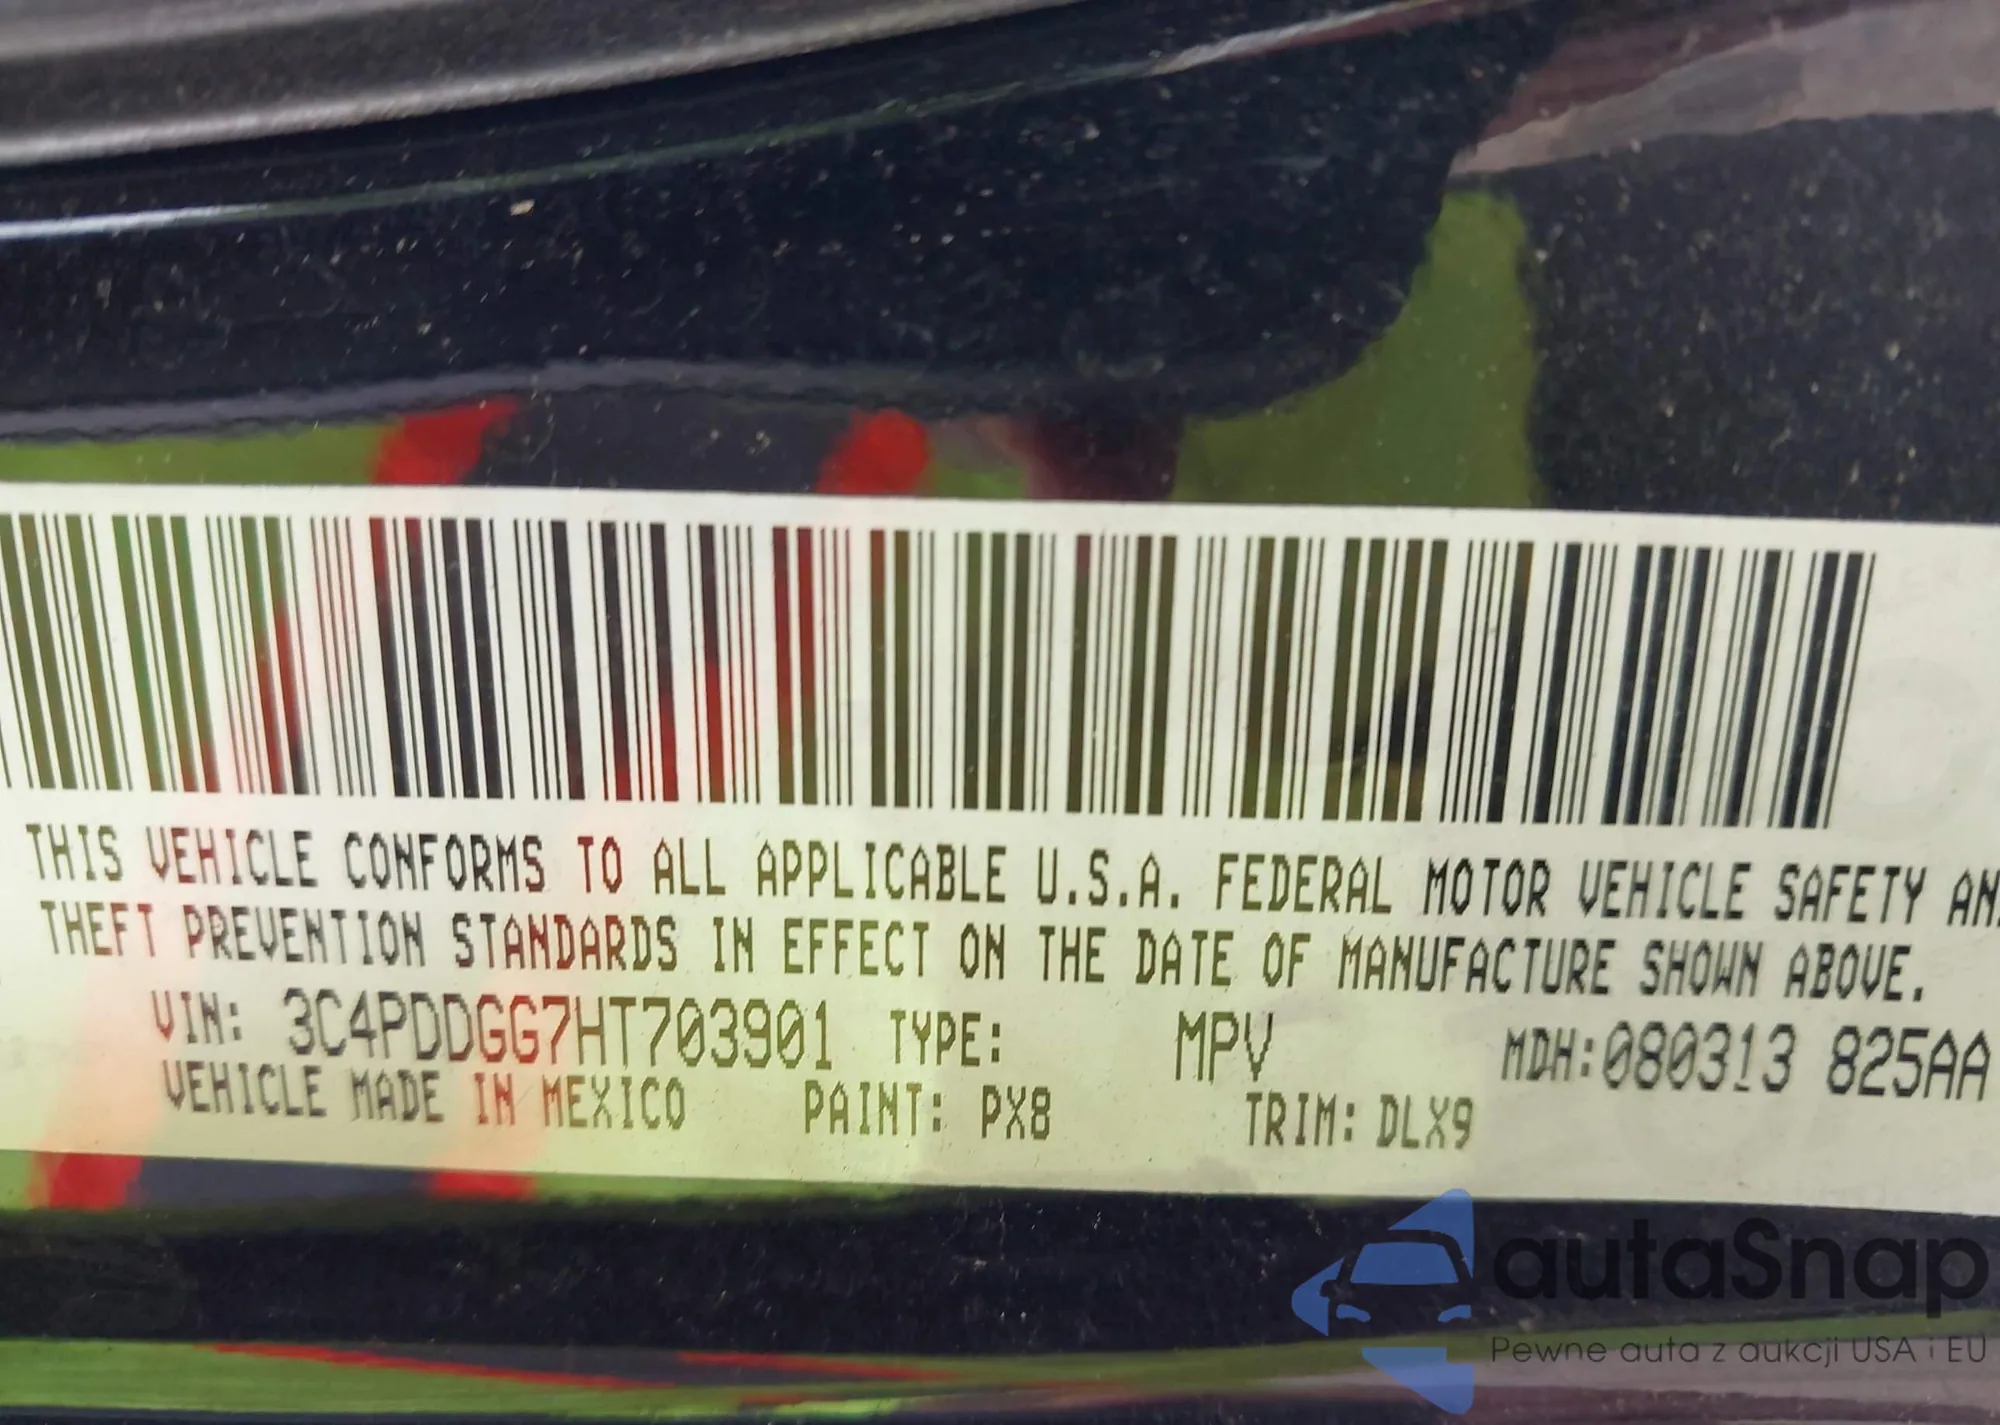 THIS VEHICLE CONFORMS TO ALL APPLICABLE U.S.A. FEDERAL MOTOR VEHICLE SAFETY AN
THEFT PREVENTION STANDARDS IN EFFECT ON THE DATE OF MANUFACTURE SHOWN ABOVE.
VIN: 3C4PDDGG7HT703901 TYPE: MPV MDH:080313 825AA
VEHICLE MADE IN MEXICO PAINT: PX8 TRIM: DLX9
autaSnap
Pewne auta z aukcji USA i EU